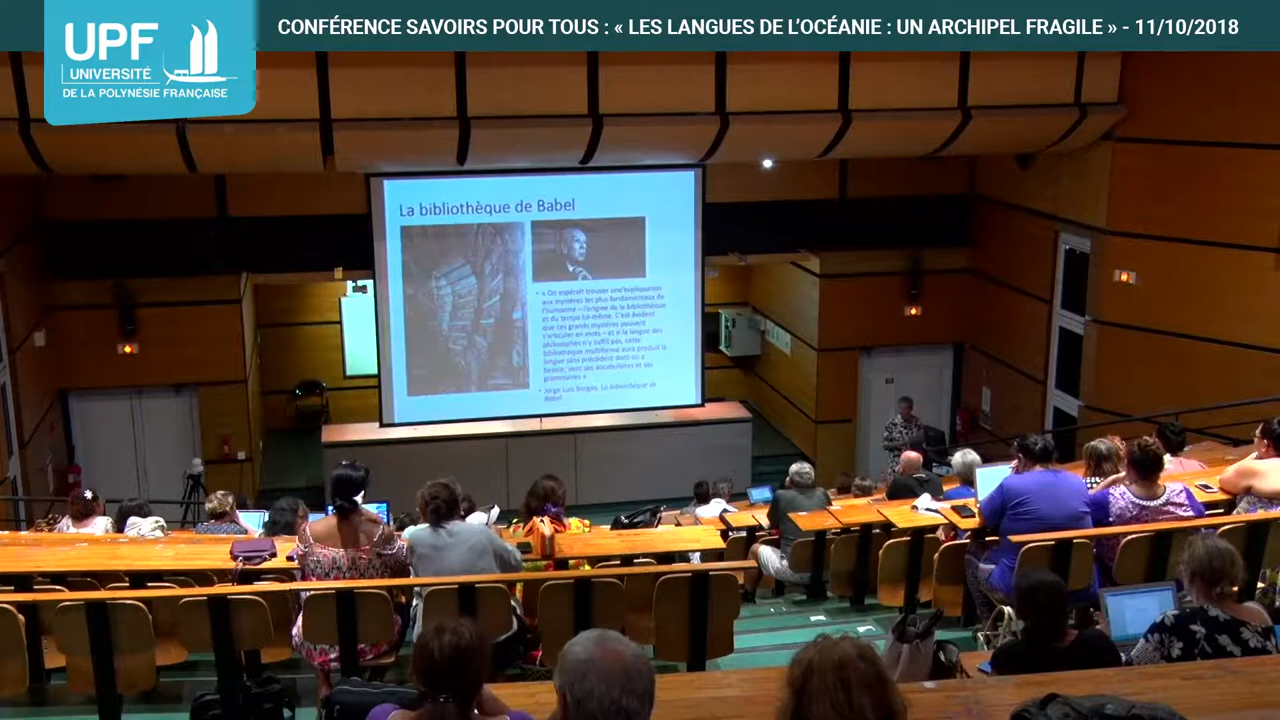 UPF
UNIVERSITÉ
DE LA POLYNÉSIE FRANÇAISE
CONFÉRENCE SAVOIRS POUR TOUS : « LES LANGUES DE L’OCÉANIE : UN ARCHIPEL FRAGILE » - 11/10/2018
La bibliothèque de Babel
• « On espérait trouver une explication
aux mystères les plus fondamentaux de
l'humanité – l'origine de la bibliothèque
et du temps lui-même. C'est évident
que ces grands mystères peuvent
s'articuler en mots – et si la langue des
philosophes n'y suffit pas, cette
bibliothèque multiforme aura produit la
langue sans précédent dont on a
besoin, avec ses vocabulaires et ses
grammaires »
• Jorge Luis Borges, La bibliothèque de
Babel